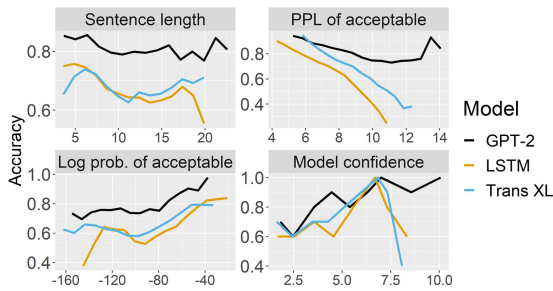 Sentence length
PPL of acceptable
0.8
0.6
0.8
0.6
0.4
5 10 15 20
4 6 8 10 12 14
Accuracy
Log prob. of acceptable
Model confidence
1.0
0.8
0.6
0.4
1.0
0.8
0.6
0.4
-160 -120 -80 -40
2.5 5.0 7.5 10.0
Model
GPT-2
LSTM
Trans XL